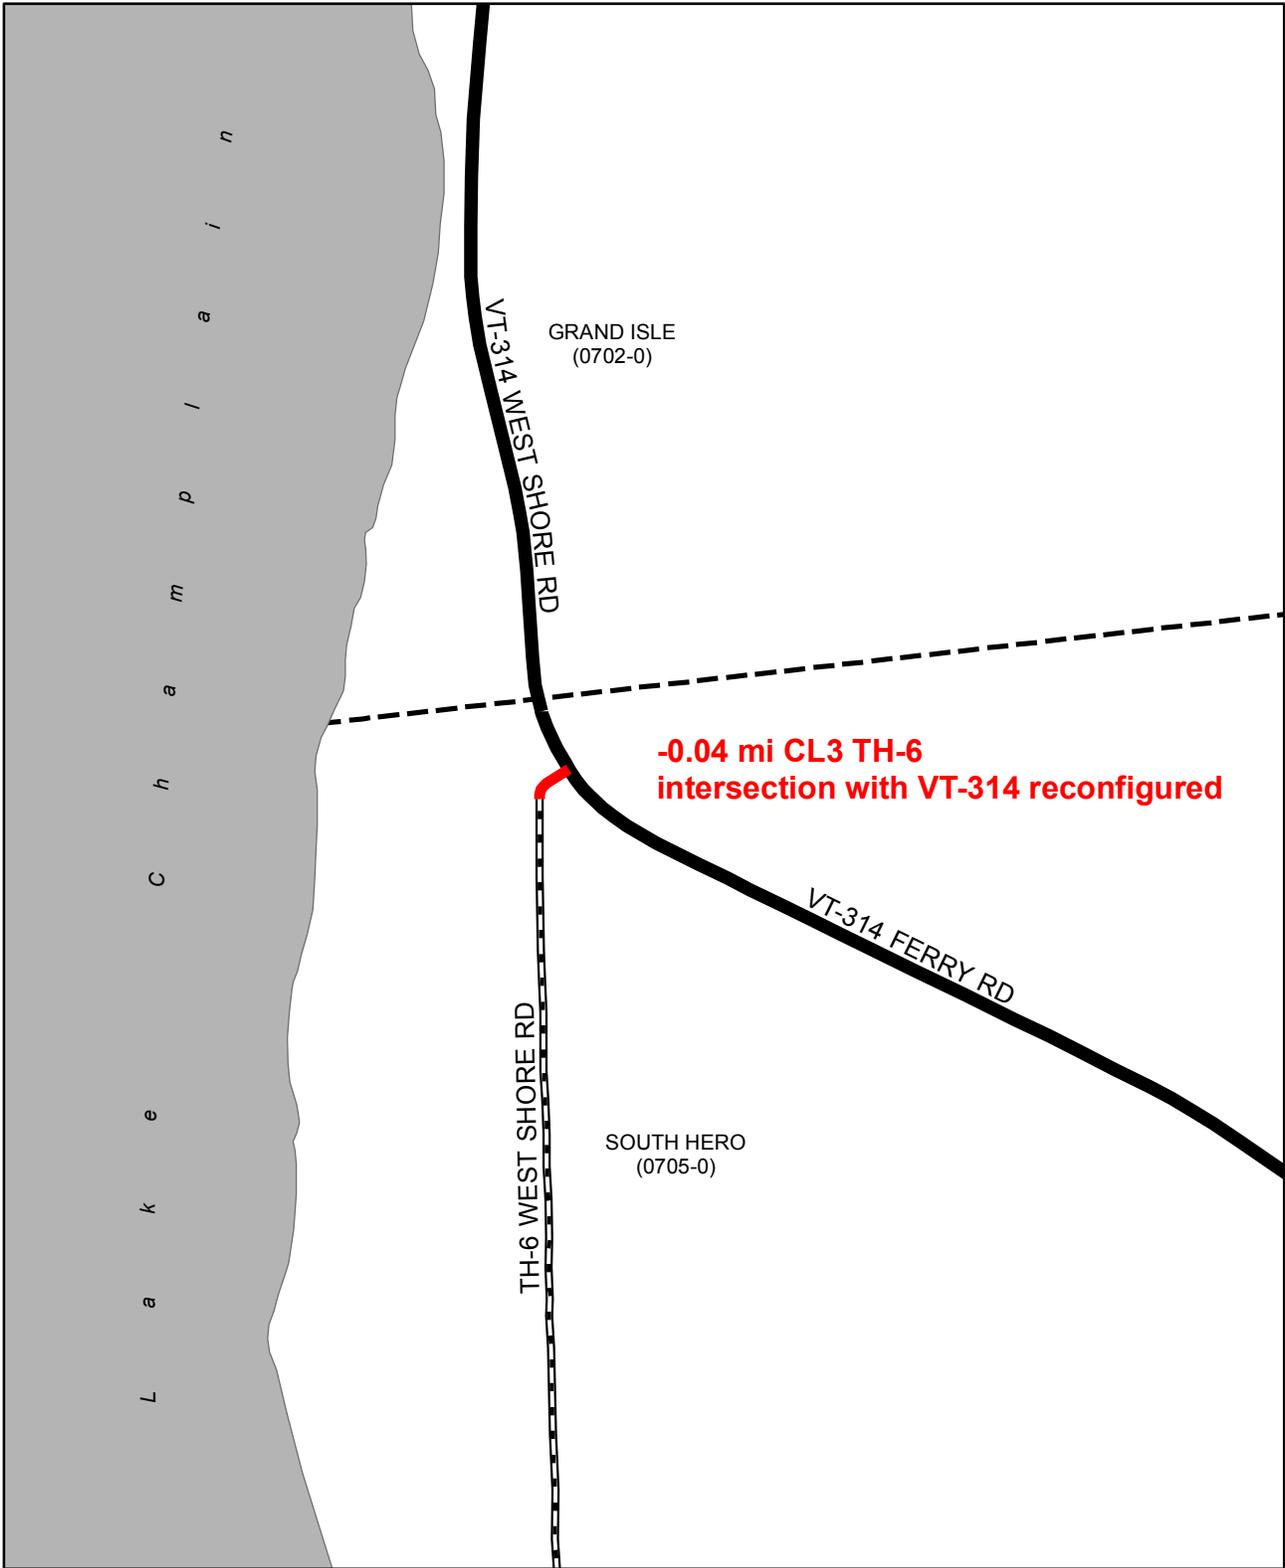 GRAND ISLE
(0702-0)
VT-314 WEST SHORE RD
-0.04 mi CL3 TH-6
intersection with VT-314 reconfigured
VT-314 FERRY RD
TH-6 WEST SHORE RD
SOUTH HERO
(0705-0)
Lake Champlain